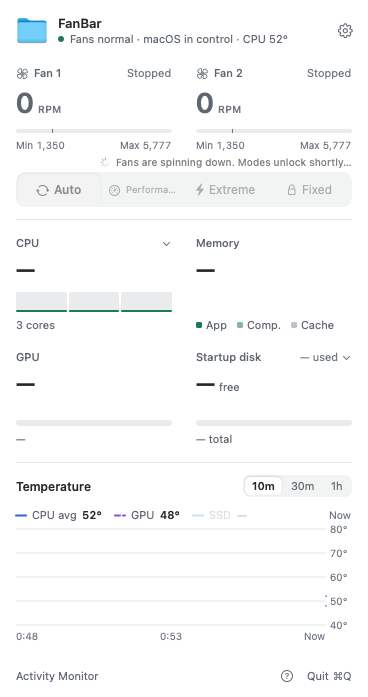 FanBar
Fans normal · macOS in control · CPU 52°
Fan 1 Stopped
0 RPM
Min 1,350 Max 5,777
Fan 2 Stopped
0 RPM
Min 1,350 Max 5,777
Fans are spinning down. Modes unlock shortly...
Auto Performa... Extreme Fixed
CPU
—
3 cores
Memory
—
App Comp. Cache
GPU
—
—
Startup disk — used
— free
— total
Temperature 10m 30m 1h
CPU avg 52° GPU 48° SSD — Now
80°
70°
60°
50°
40°
0:48 0:53 Now
Activity Monitor Quit ⌘Q